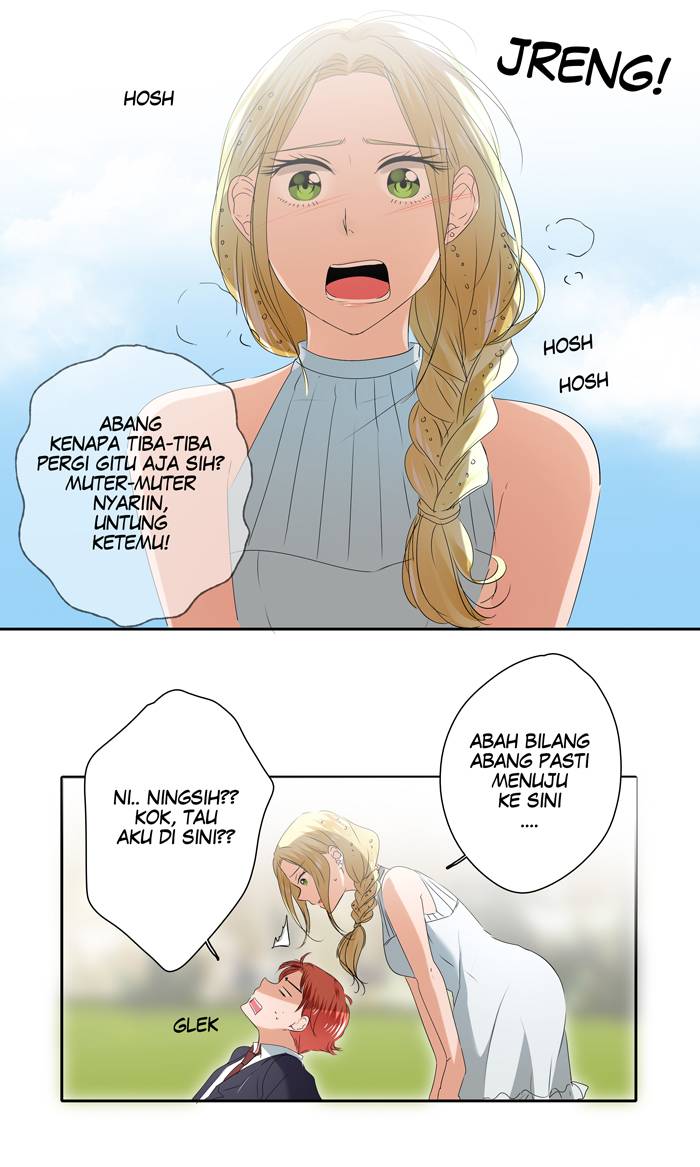 JRENG!
HOSH
HOSH
HOSH
ABANG
KENAPA TIBA-TIBA
PERGI GITU AJA SIH?
MUTER-MUTER
NYARIIN,
UNTUNG
KETEMU!
NI.. NINGSIH??
KOK, TAU
AKU DI SINI??
ABAH BILANG
ABANG PASTI
MENUJU
KE SINI
....
GLEK